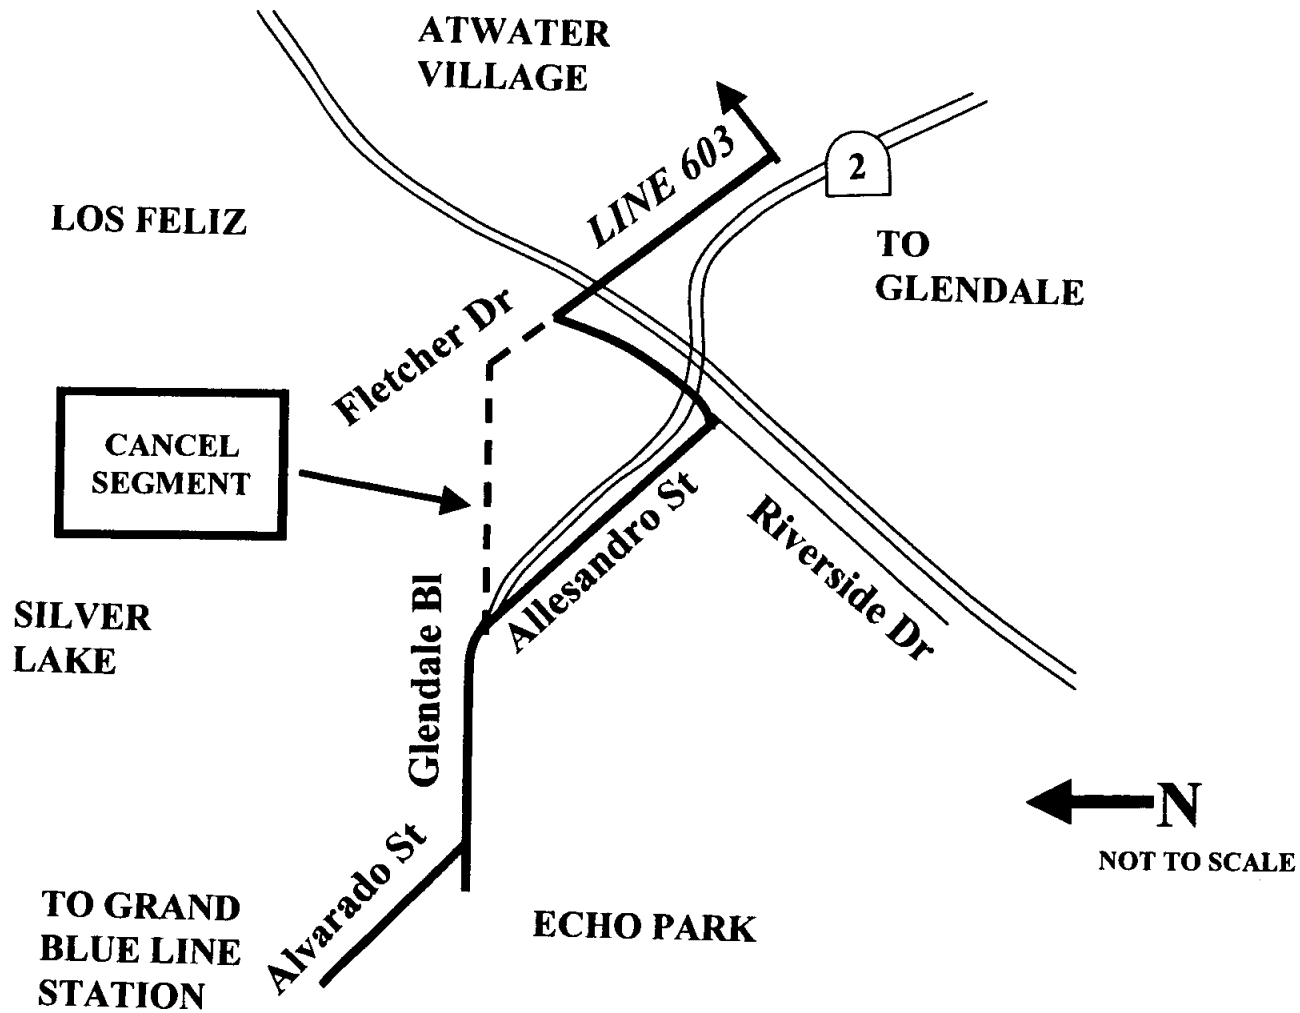 ATWATER
VILLAGE
LINE 603
2
LOS FELIZ
TO
GLENDALE
Fletcher Dr
CANCEL
SEGMENT
Allesandro St
Riverside Dr
Glendale Bl
SILVER
LAKE
N
NOT TO SCALE
Alvarado St
TO GRAND
BLUE LINE
STATION
ECHO PARK